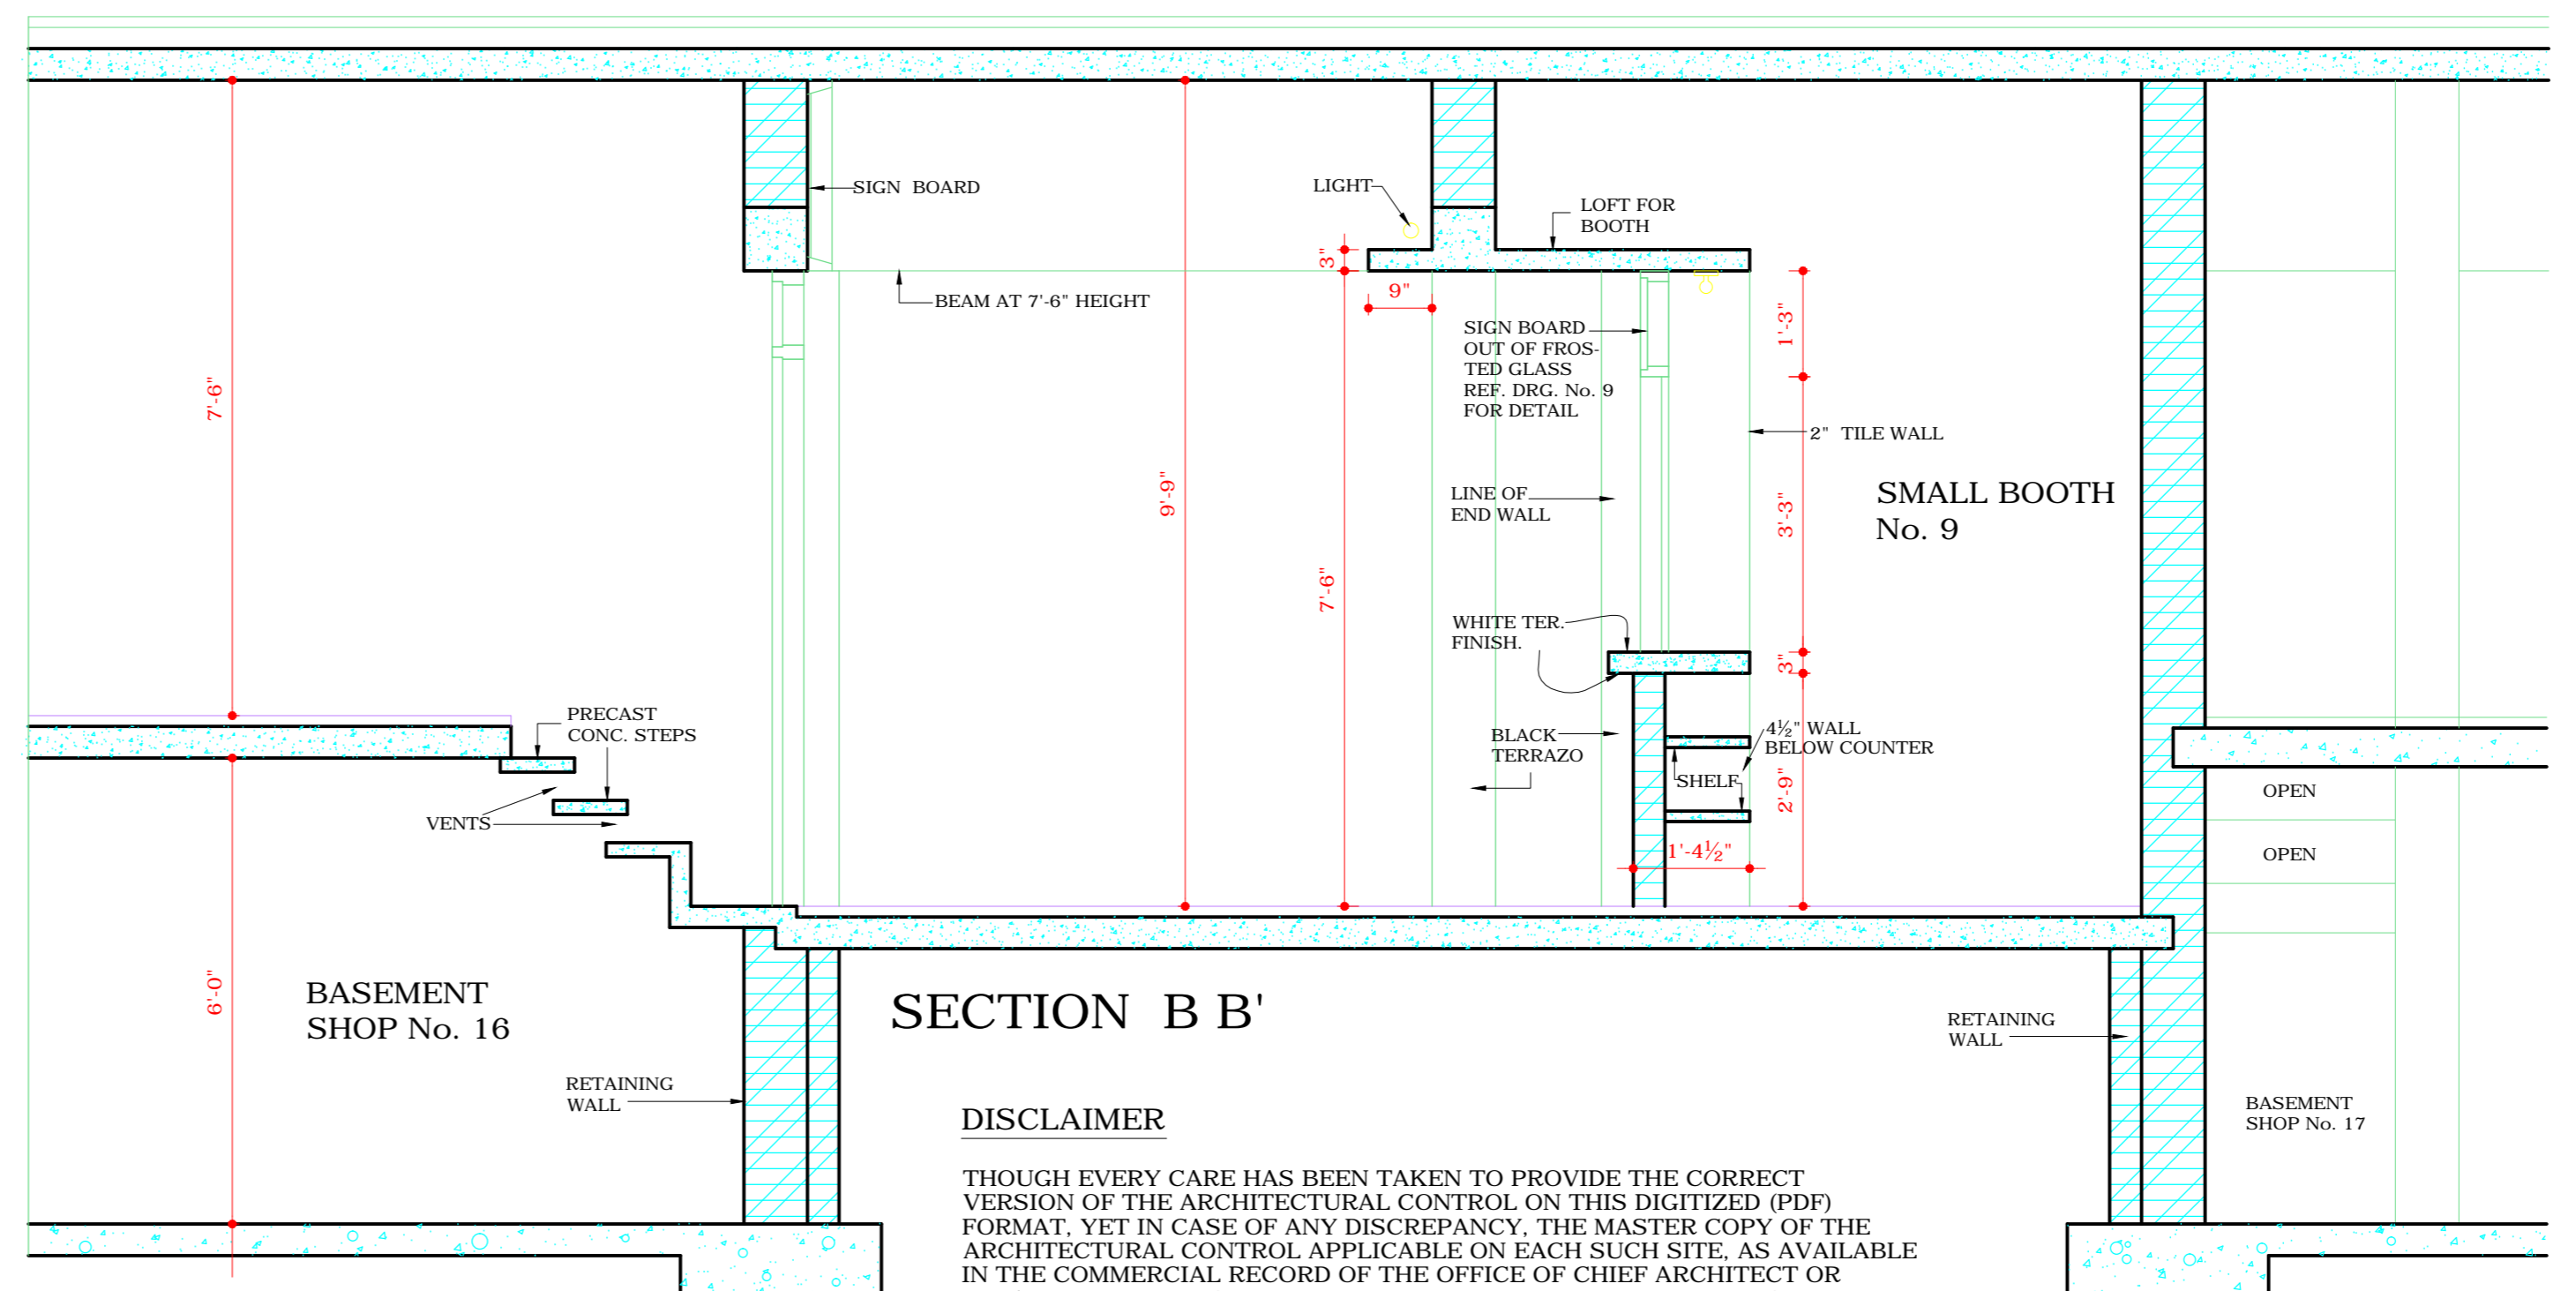 SIGN  BOARD
LIGHT
LOFT FOR
BOOTH
3"
BEAM AT 7'-6" HEIGHT
9"
SIGN BOARD
OUT OF FROS-
TED GLASS
REF. DRG. No. 9
FOR DETAIL
1'-3"
7'-6"
2"  TILE WALL
9'-9"
LINE OF
END WALL
SMALL BOOTH
No. 9
3'-3"
7'-6"
WHITE TER.
FINISH.
3"
PRECAST
CONC. STEPS
BLACK
TERRAZO
4½" WALL
BELOW COUNTER
SHELF
2'-9"
VENTS
OPEN
OPEN
1'-4½"
6'-0"
BASEMENT
SHOP No. 16
SECTION  B B'
RETAINING
WALL
RETAINING
WALL
BASEMENT
SHOP No. 17
DISCLAIMER
THOUGH EVERY CARE HAS BEEN TAKEN TO PROVIDE THE CORRECT
VERSION OF THE ARCHITECTURAL CONTROL ON THIS DIGITIZED (PDF)
FORMAT, YET IN CASE OF ANY DISCREPANCY, THE MASTER COPY OF THE
ARCHITECTURAL CONTROL APPLICABLE ON EACH SUCH SITE, AS AVAILABLE
IN THE COMMERCIAL RECORD OF THE OFFICE OF CHIEF ARCHITECT OR